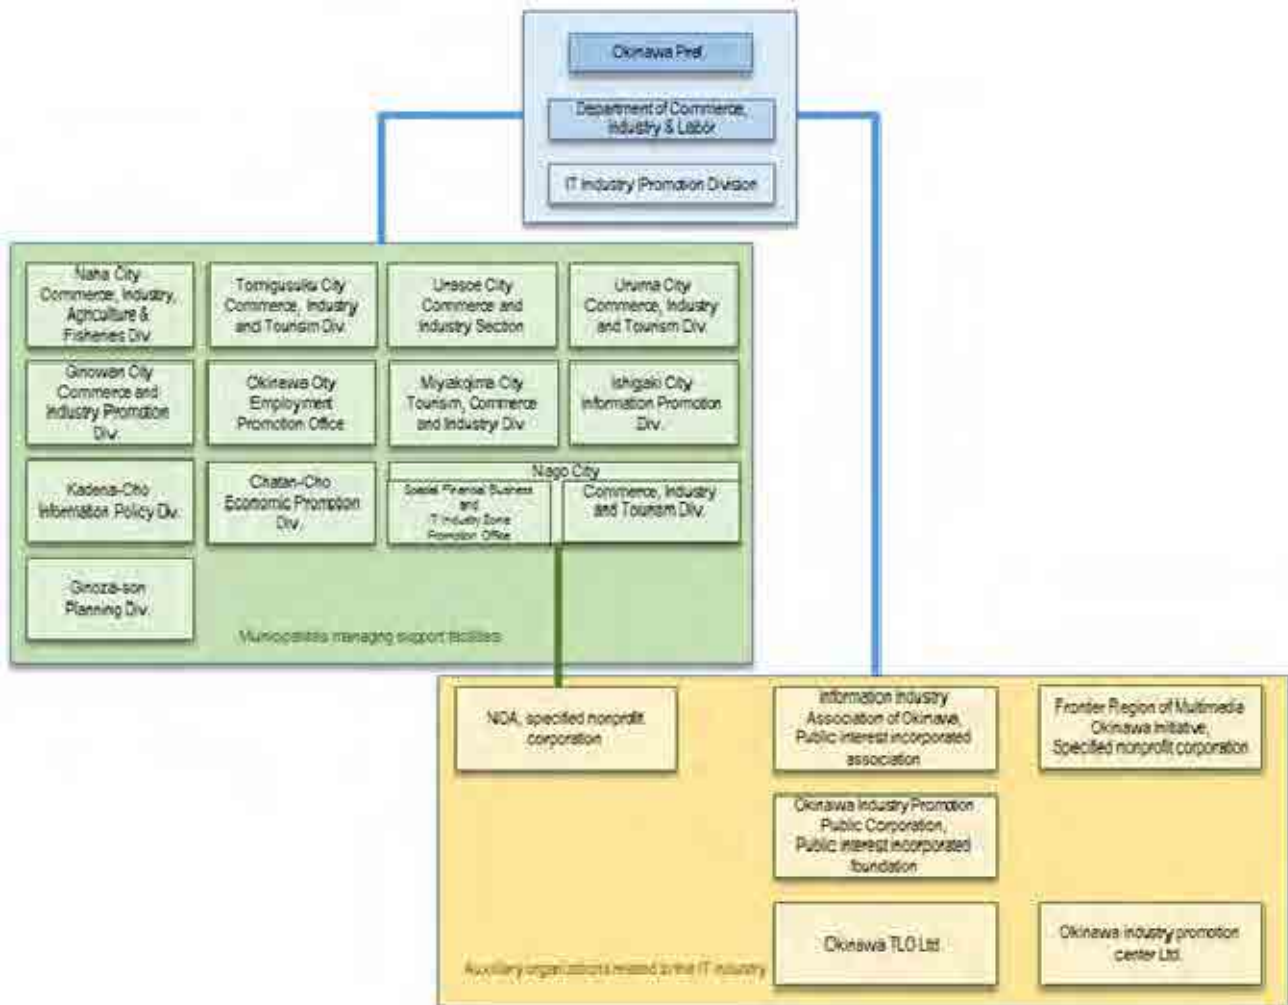 Okinawa Pref.
Department of Commerce,
Industry & Labor
IT Industry Promotion Division
Naha City
Commerce, Industry,
Agriculture &
Fisheries Div.
Tomigusuku City
Commerce, Industry
and Tourism Div.
Urasoe City
Commerce and
Industry Section
Uruma City
Commerce, Industry
and Tourism Div.
Ginowan City
Commerce and
Industry Promotion
Div.
Okinawa City
Employment
Promotion Office
Miyakojima City
Tourism, Commerce
and Industry Div.
Ishigaki City
Information Promotion
Div.
Kadena-Cho
Information Policy Div.
Chatan-Cho
Economic Promotion
Div.
Nago City
Special Financial Business
and
IT Industry Zone
Promotion Office
Commerce, Industry
and Tourism Div.
Ginoza-son
Planning Div.
Municipalities managing support facilities
NDA, specified nonprofit
corporation
Information Industry
Association of Okinawa,
Public interest incorporated
association
Frontier Region of Multimedia
Okinawa Initiative,
Specified nonprofit corporation
Okinawa Industry Promotion
Public Corporation,
Public interest incorporated
foundation
Okinawa TLO Ltd.
Okinawa industry promotion
center Ltd.
Auxiliary organizations related to the IT industry